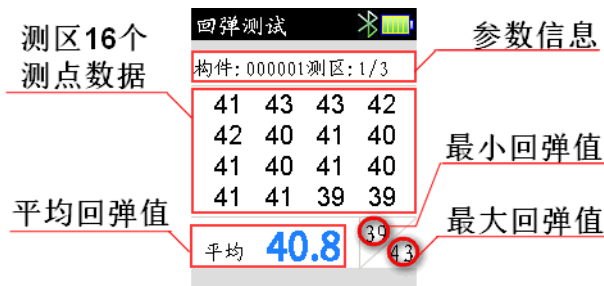 测区16个
测点数据
回弹测试
参数信息
构件:000001测区:1/3
41 43 43 42
42 40 41 40
41 40 41 40
41 41 39 39
最小回弹值
平均回弹值
平均 40.8
39
43
最大回弹值